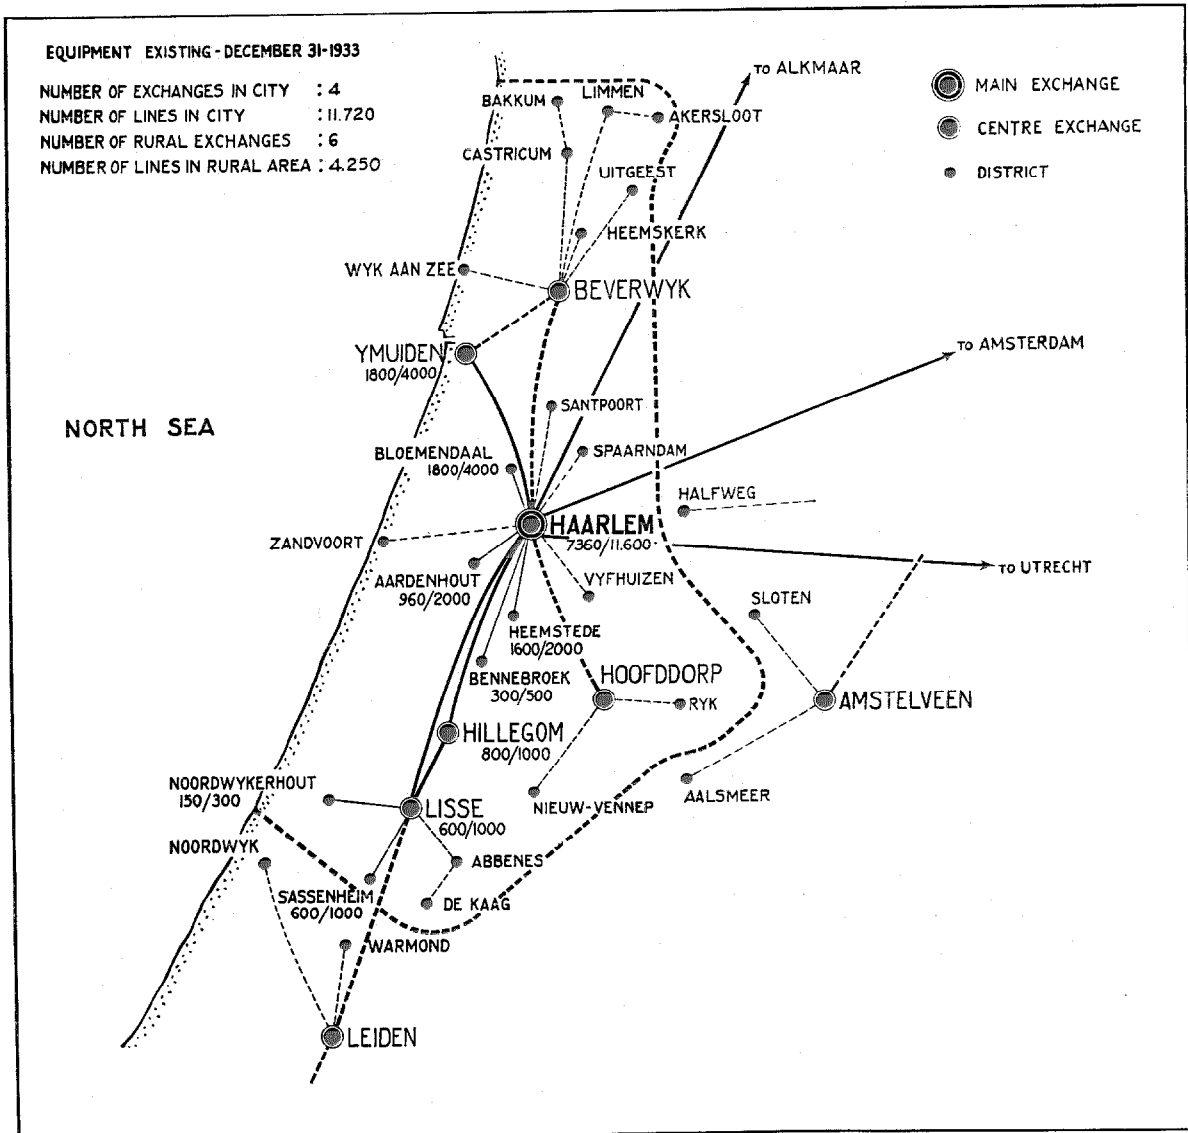 EQUIPMENT EXISTING - DECEMBER 31-1933
NUMBER OF EXCHANGES IN CITY : 4
NUMBER OF LINES IN CITY : 11.720
NUMBER OF RURAL EXCHANGES : 6
NUMBER OF LINES IN RURAL AREA : 4.250
MAIN EXCHANGE
CENTRE EXCHANGE
DISTRICT
TO ALKMAAR
LIMMEN
BAKKUM
AKERSLOOT
CASTRICUM
UITGEEST
HEEMSKERK
WYK AAN ZEE
BEVERWYK
TO AMSTERDAM
YMUIDEN
1800/4000
SANTPOORT
NORTH SEA
BLOEMENDAAL
1800/4000
SPAARNDAM
HALFWEG
HAARLEM
7360/11.600
ZANDVOORT
TO UTRECHT
AARDENHOUT
960/2000
VYFHUIZEN
SLOTEN
HEEMSTEDE
1600/2000
BENNEBROEK
300/500
HOOFDDORP
RYK
AMSTELVEEN
HILLEGOM
800/1000
NOORDWYKERHOUT
150/300
LISSE
600/1000
NIEUW-VENNEP
AALSMEER
NOORDWYK
ABBENES
SASSENHEIM
600/1000
DE KAAG
WARMOND
LEIDEN